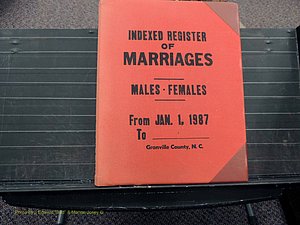 INDEXED REGISTER
OF
MARRIAGES
MALES - FEMALES
From JAN. 1, 1987
To
Granville County, N. C.